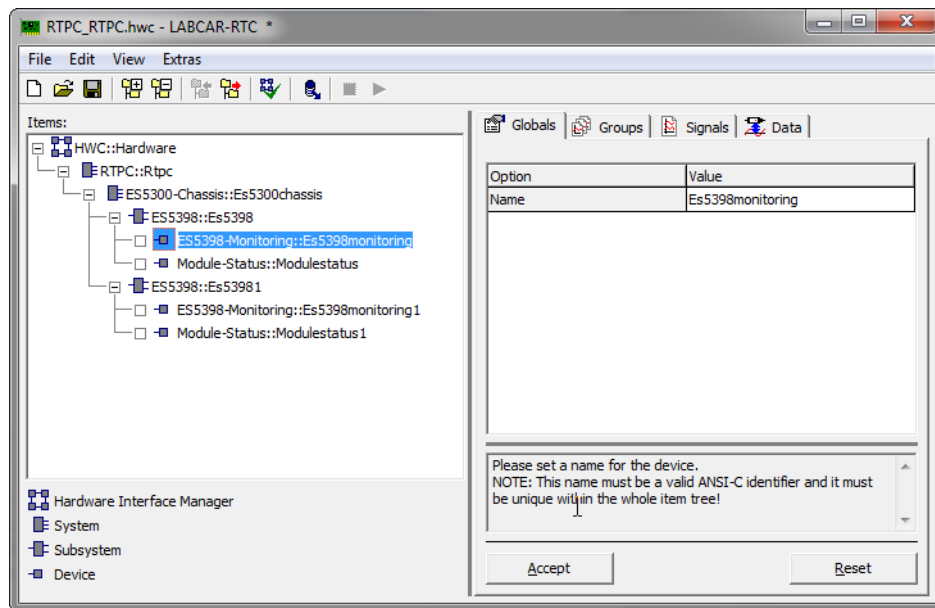 RTPC_RTPC.hwc - LABCAR-RTC *
File Edit View Extras
Items:
HWC::Hardware
RTPC::Rtpc
ES5300-Chassis::Es5300chassis
ES5398::Es5398
ES5398-Monitoring::Es5398monitoring
Module-Status::Modulestatus
ES5398::Es53981
ES5398-Monitoring::Es5398monitoring1
Module-Status::Modulestatus1
Hardware Interface Manager
System
Subsystem
Device
Globals Groups Signals Data
Option Value
Name Es5398monitoring
Please set a name for the device.
NOTE: This name must be a valid ANSI-C identifier and it must
be unique within the whole item tree!
Accept Reset